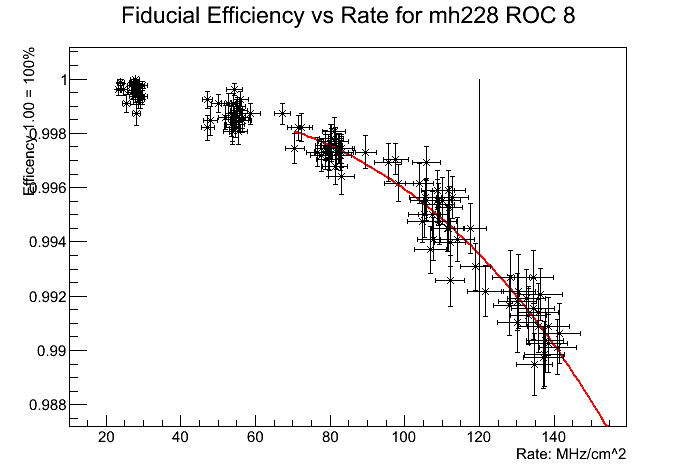 Fiducial Efficiency vs Rate for mh228 ROC 8
Efficency 1.00 = 100%
1
0.998
0.996
0.994
0.992
0.99
0.988
20 40 60 80 100 120 140
Rate: MHz/cm^2